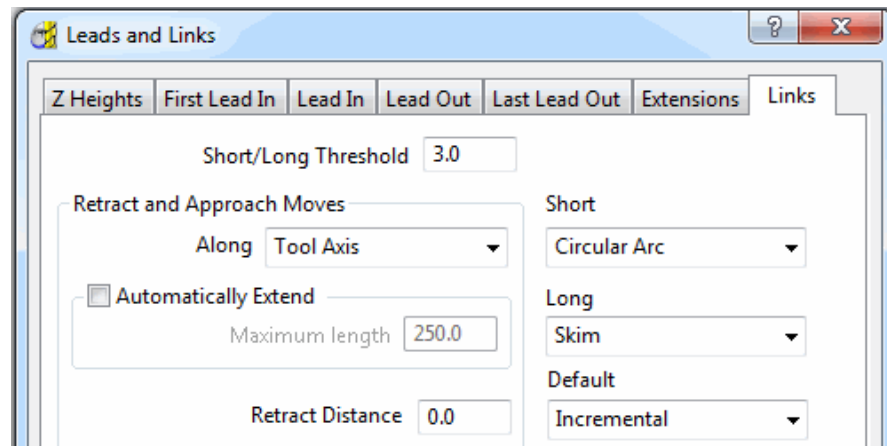 Leads and Links
Z Heights First Lead In Lead In Lead Out Last Lead Out Extensions Links
Short/Long Threshold 3.0
Retract and Approach Moves Short
Along Tool Axis Circular Arc
Automatically Extend Long
Maximum length 250.0 Skim
Default
Retract Distance 0.0 Incremental